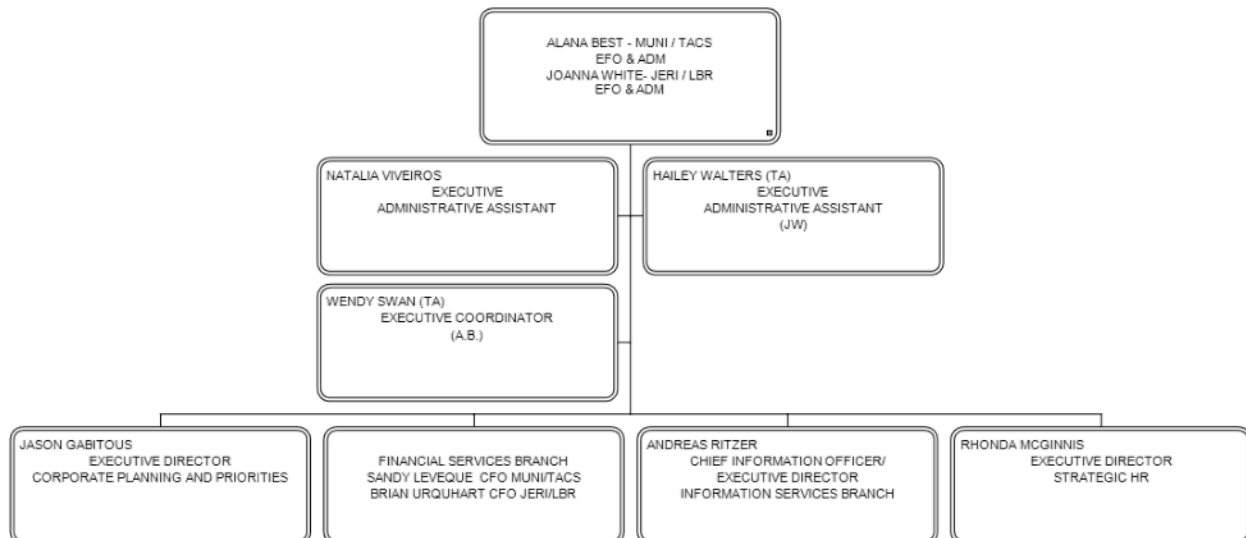 ALANA BEST - MUNI / TACS
EFO & ADM
JOANNA WHITE- JERI / LBR
EFO & ADM
NATALIA VIVEIROS
EXECUTIVE
ADMINISTRATIVE ASSISTANT
HAILEY WALTERS (TA)
EXECUTIVE
ADMINISTRATIVE ASSISTANT
(JW)
WENDY SWAN (TA)
EXECUTIVE COORDINATOR
(A.B.)
JASON GABITOUS
EXECUTIVE DIRECTOR
CORPORATE PLANNING AND PRIORITIES
FINANCIAL SERVICES BRANCH
SANDY LEVEQUE CFO MUNI/TACS
BRIAN URQUHART CFO JERI/LBR
ANDREAS RITZER
CHIEF INFORMATION OFFICER/
EXECUTIVE DIRECTOR
INFORMATION SERVICES BRANCH
RHONDA MCGINNIS
EXECUTIVE DIRECTOR
STRATEGIC HR